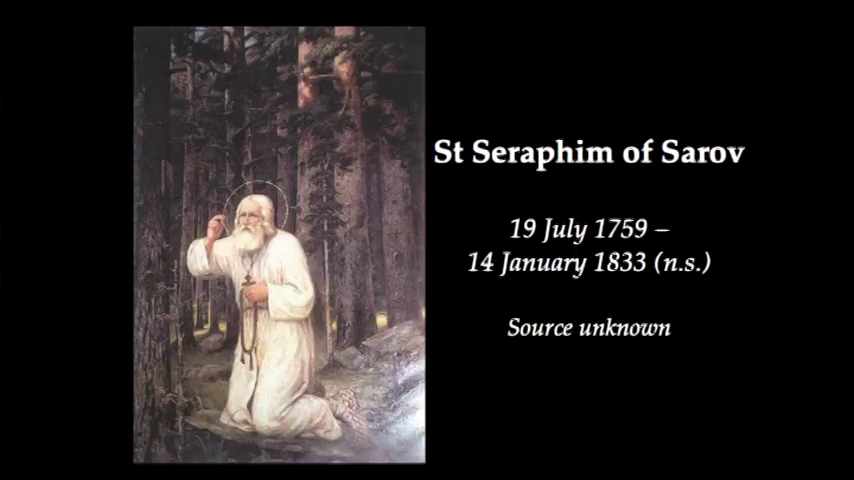 St Seraphim of Sarov
19 July 1759 –
14 January 1833 (n.s.)
Source unknown